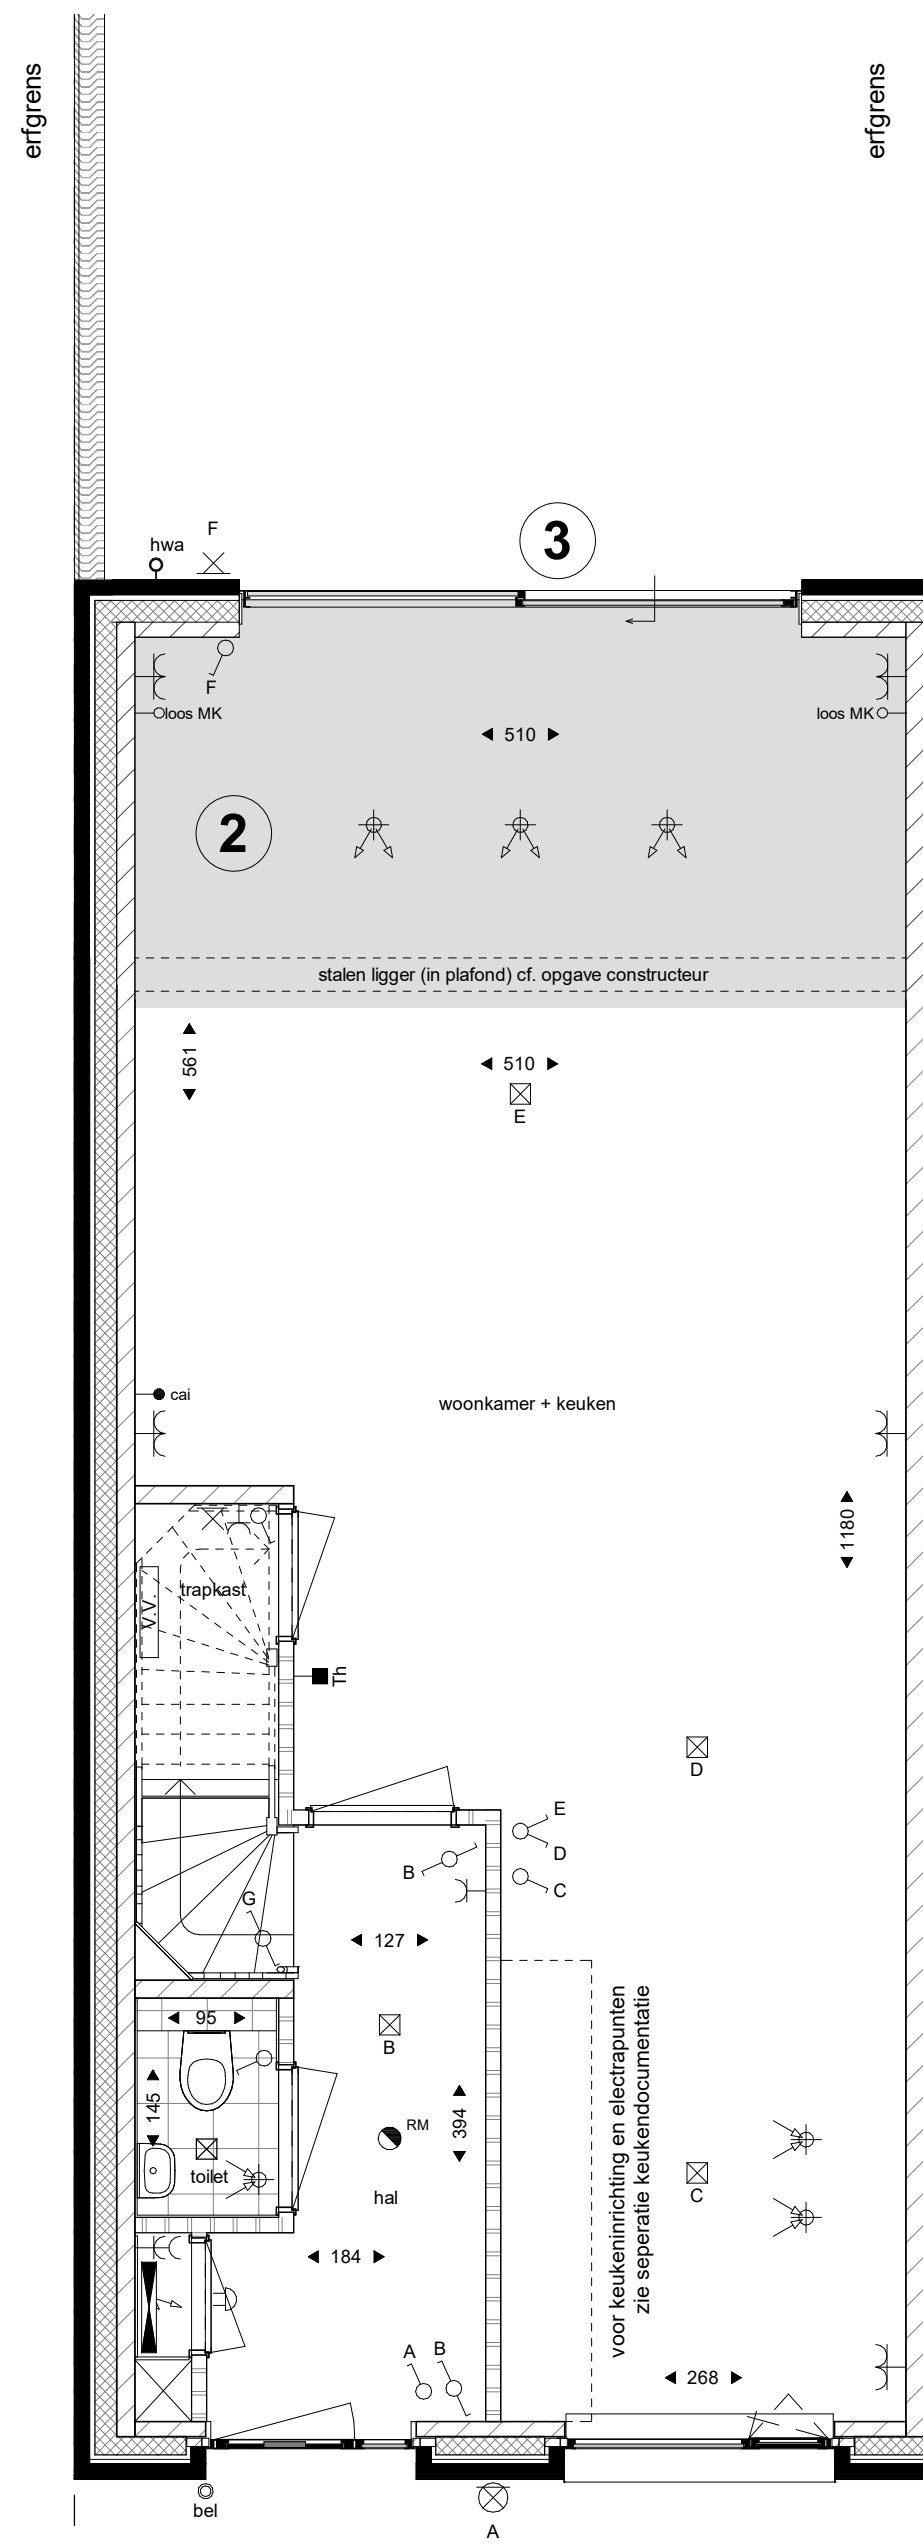 erfgrens
erfgrens
3
F
hwa
F
loos MK
loos MK
510
2
stalen ligger (in plafond) cf. opgave constructeur
561
510
E
cai
woonkamer + keuken
1180
trapkast
V.V.
Th
D
E
B
D
C
G
127
95
B
145
394
RM
voor keukeninrichting en electrapunten
zie seperatie keukendocumentatie
toilet
C
hal
184
A
B
268
bel
A